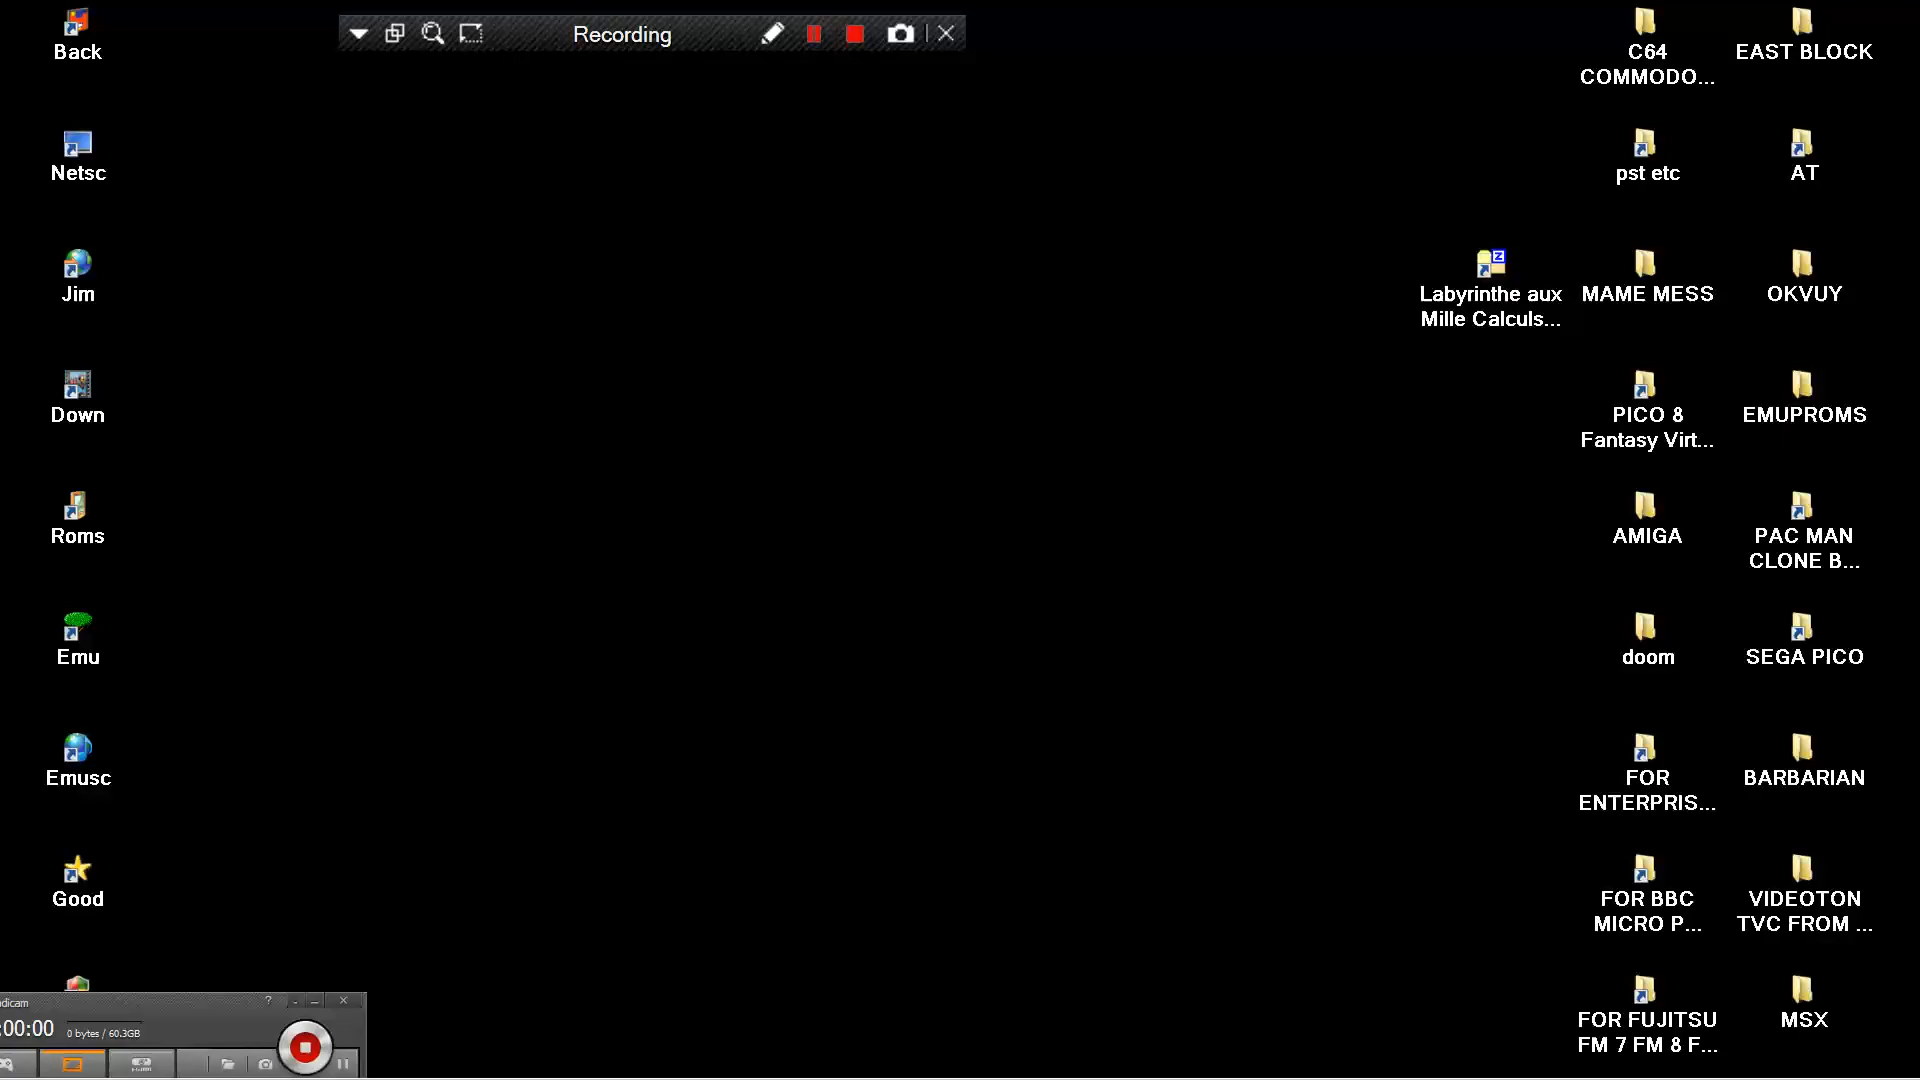 Recording
Back
Netsc
Jim
Down
Roms
Emu
Emusc
Good
Labyrinthe aux
Mille Calculs...
C64
COMMODO...
pst etc
MAME MESS
PICO 8
Fantasy Virt...
AMIGA
doom
FOR
ENTERPRIS...
FOR BBC
MICRO P...
FOR FUJITSU
FM 7 FM 8 F...
EAST BLOCK
AT
OKVUY
EMUPROMS
PAC MAN
CLONE B...
SEGA PICO
BARBARIAN
VIDEOTON
TVC FROM ...
MSX
dicam
:00:00
0 bytes / 60.3GB